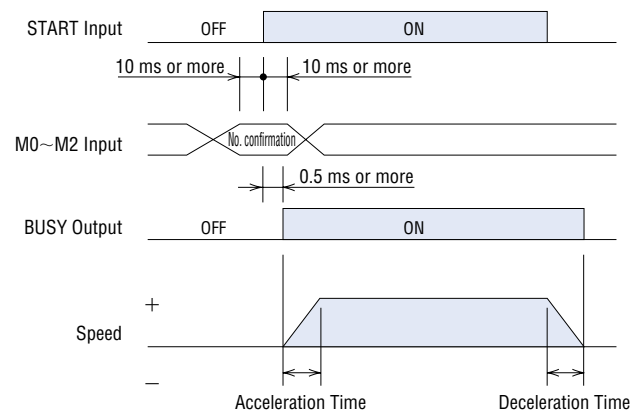 START Input
OFF
ON
10 ms or more
10 ms or more
M0~M2 Input
No. confirmation
0.5 ms or more
BUSY Output
OFF
ON
+
Speed
−
Acceleration Time
Deceleration Time